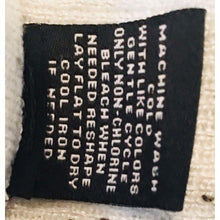 MACHINE WASH
COLD
WITH LIKE COLORS
GENTLE CYCLE
ONLY NON-CHLORINE
BLEACH WHEN
NEEDED RESHAPE
LAY FLAT TO DRY
COOL IRON
IF NEEDED